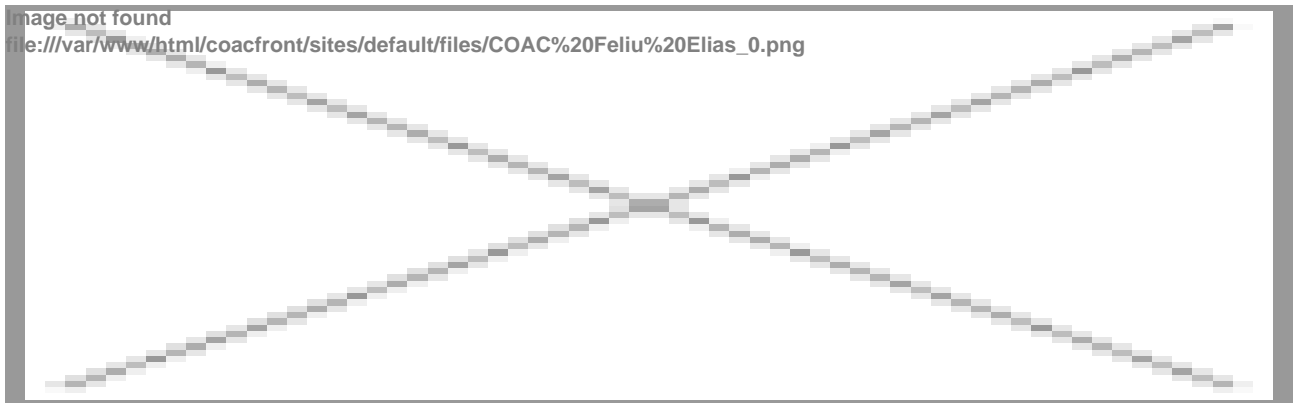 Image not found
file:///var/www/html/coacfront/sites/default/files/COAC%20Feliu%20Elias_0.png